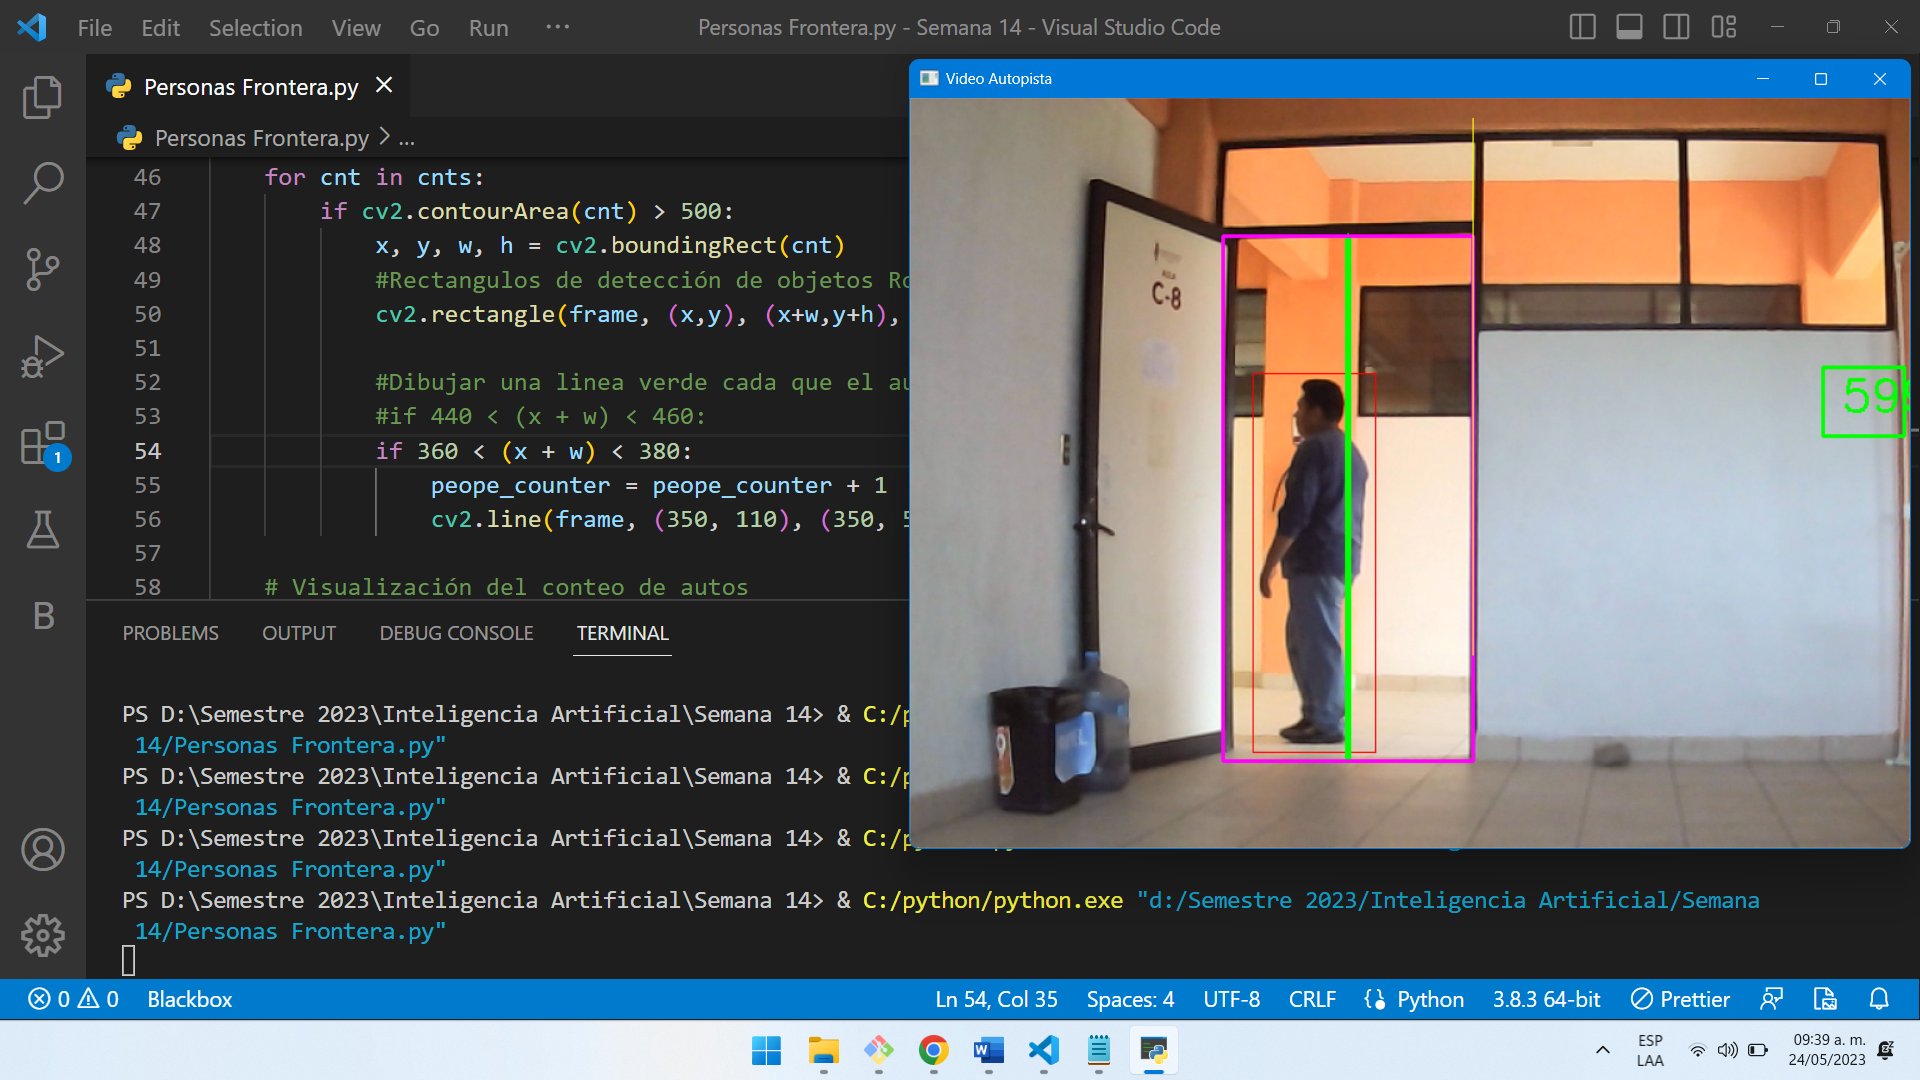 File Edit Selection View Go Run ···
Personas Frontera.py - Semana 14 - Visual Studio Code
Personas Frontera.py
Personas Frontera.py > ...
46 for cnt in cnts:
47 if cv2.contourArea(cnt) > 500:
48 x, y, w, h = cv2.boundingRect(cnt)
49 #Rectangulos de detección de objetos
50 cv2.rectangle(frame, (x,y), (x+w,y+h),
51
52 #Dibujar una linea verde cada que el
53 #if 440 < (x + w) < 460:
54 if 360 < (x + w) < 380:
55 peope_counter = peope_counter + 1
56 cv2.line(frame, (350, 110), (350,
57
58 # Visualización del conteo de autos
Video Autopista
C-8
59
1
B
PROBLEMS OUTPUT DEBUG CONSOLE TERMINAL
PS D:\Semestre 2023\Inteligencia Artificial\Semana 14> & C:/
14/Personas Frontera.py"
PS D:\Semestre 2023\Inteligencia Artificial\Semana 14> & C:/
14/Personas Frontera.py"
PS D:\Semestre 2023\Inteligencia Artificial\Semana 14> & C:/
14/Personas Frontera.py"
PS D:\Semestre 2023\Inteligencia Artificial\Semana 14> & C:/python/python.exe "d:/Semestre 2023/Inteligencia Artificial/Semana
14/Personas Frontera.py"
0 0 Blackbox Ln 54, Col 35 Spaces: 4 UTF-8 CRLF Python 3.8.3 64-bit Prettier
ESP
LAA
09:39 a. m.
24/05/2023